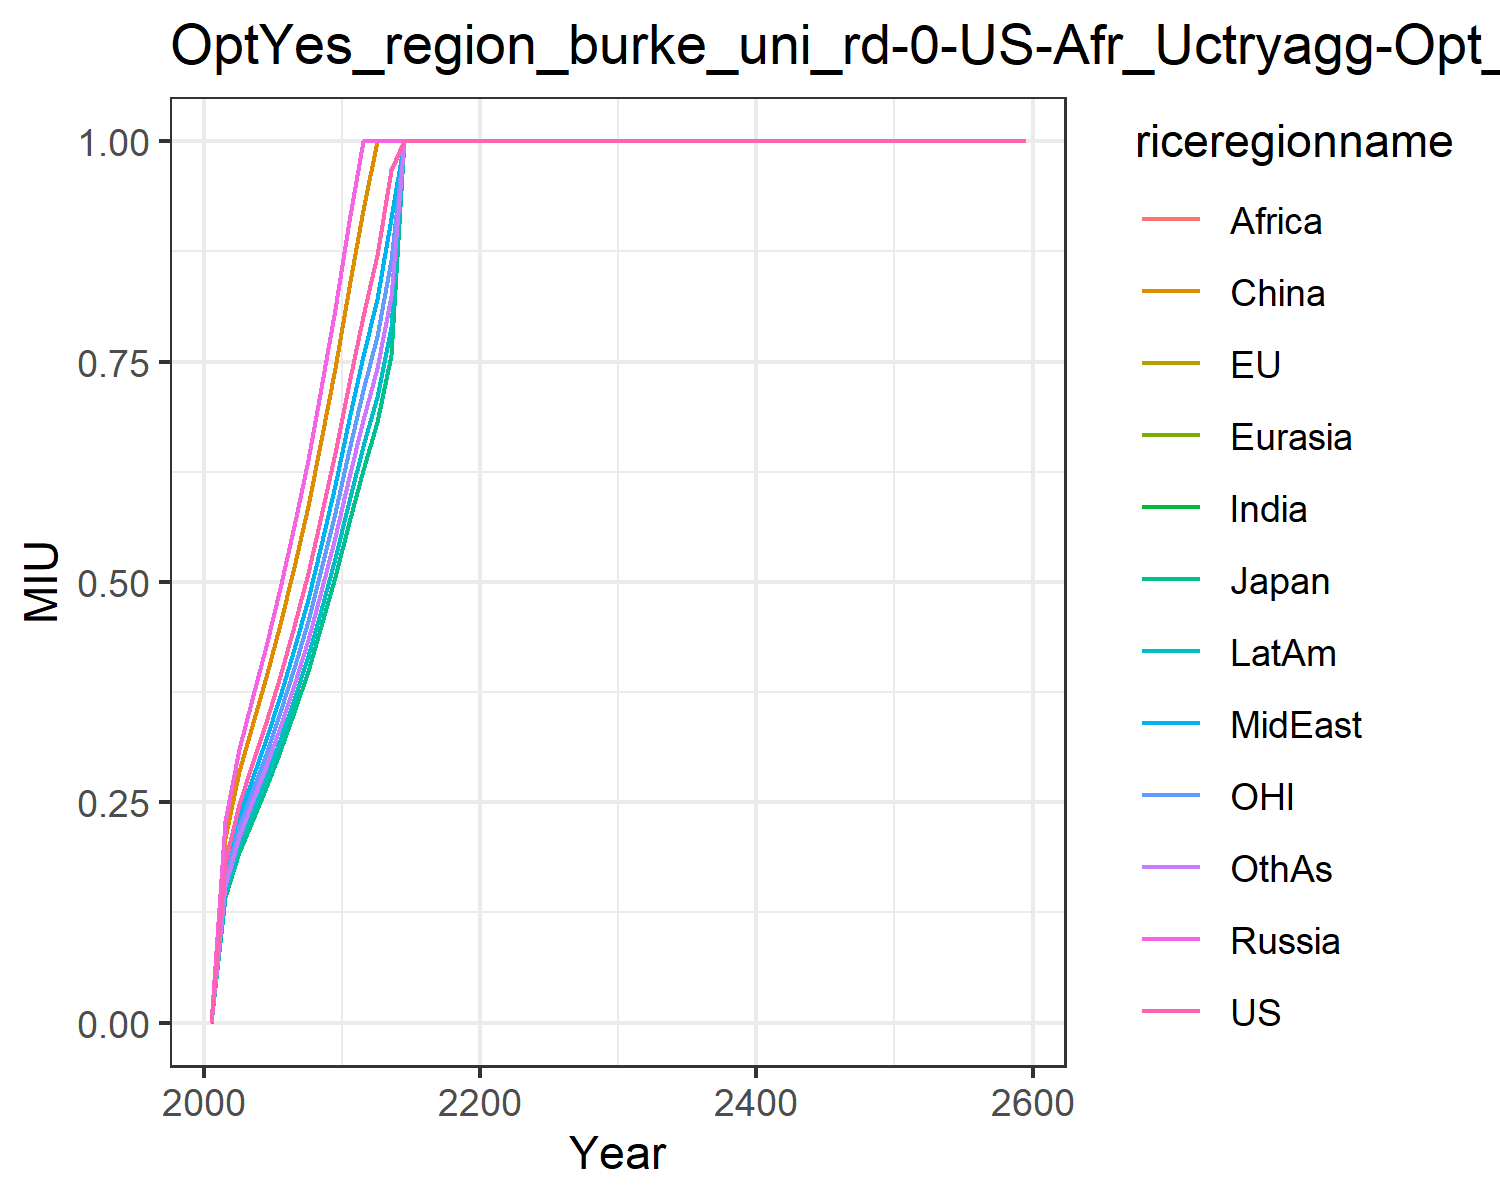 OptYes_region_burke_uni_rd-0-US-Afr_Uctryagg-Opt_
riceregionname
Africa
China
EU
Eurasia
India
Japan
LatAm
MidEast
OHI
OthAs
Russia
US
MIU
1.00
0.75
0.50
0.25
0.00
2000 2200 2400 2600
Year